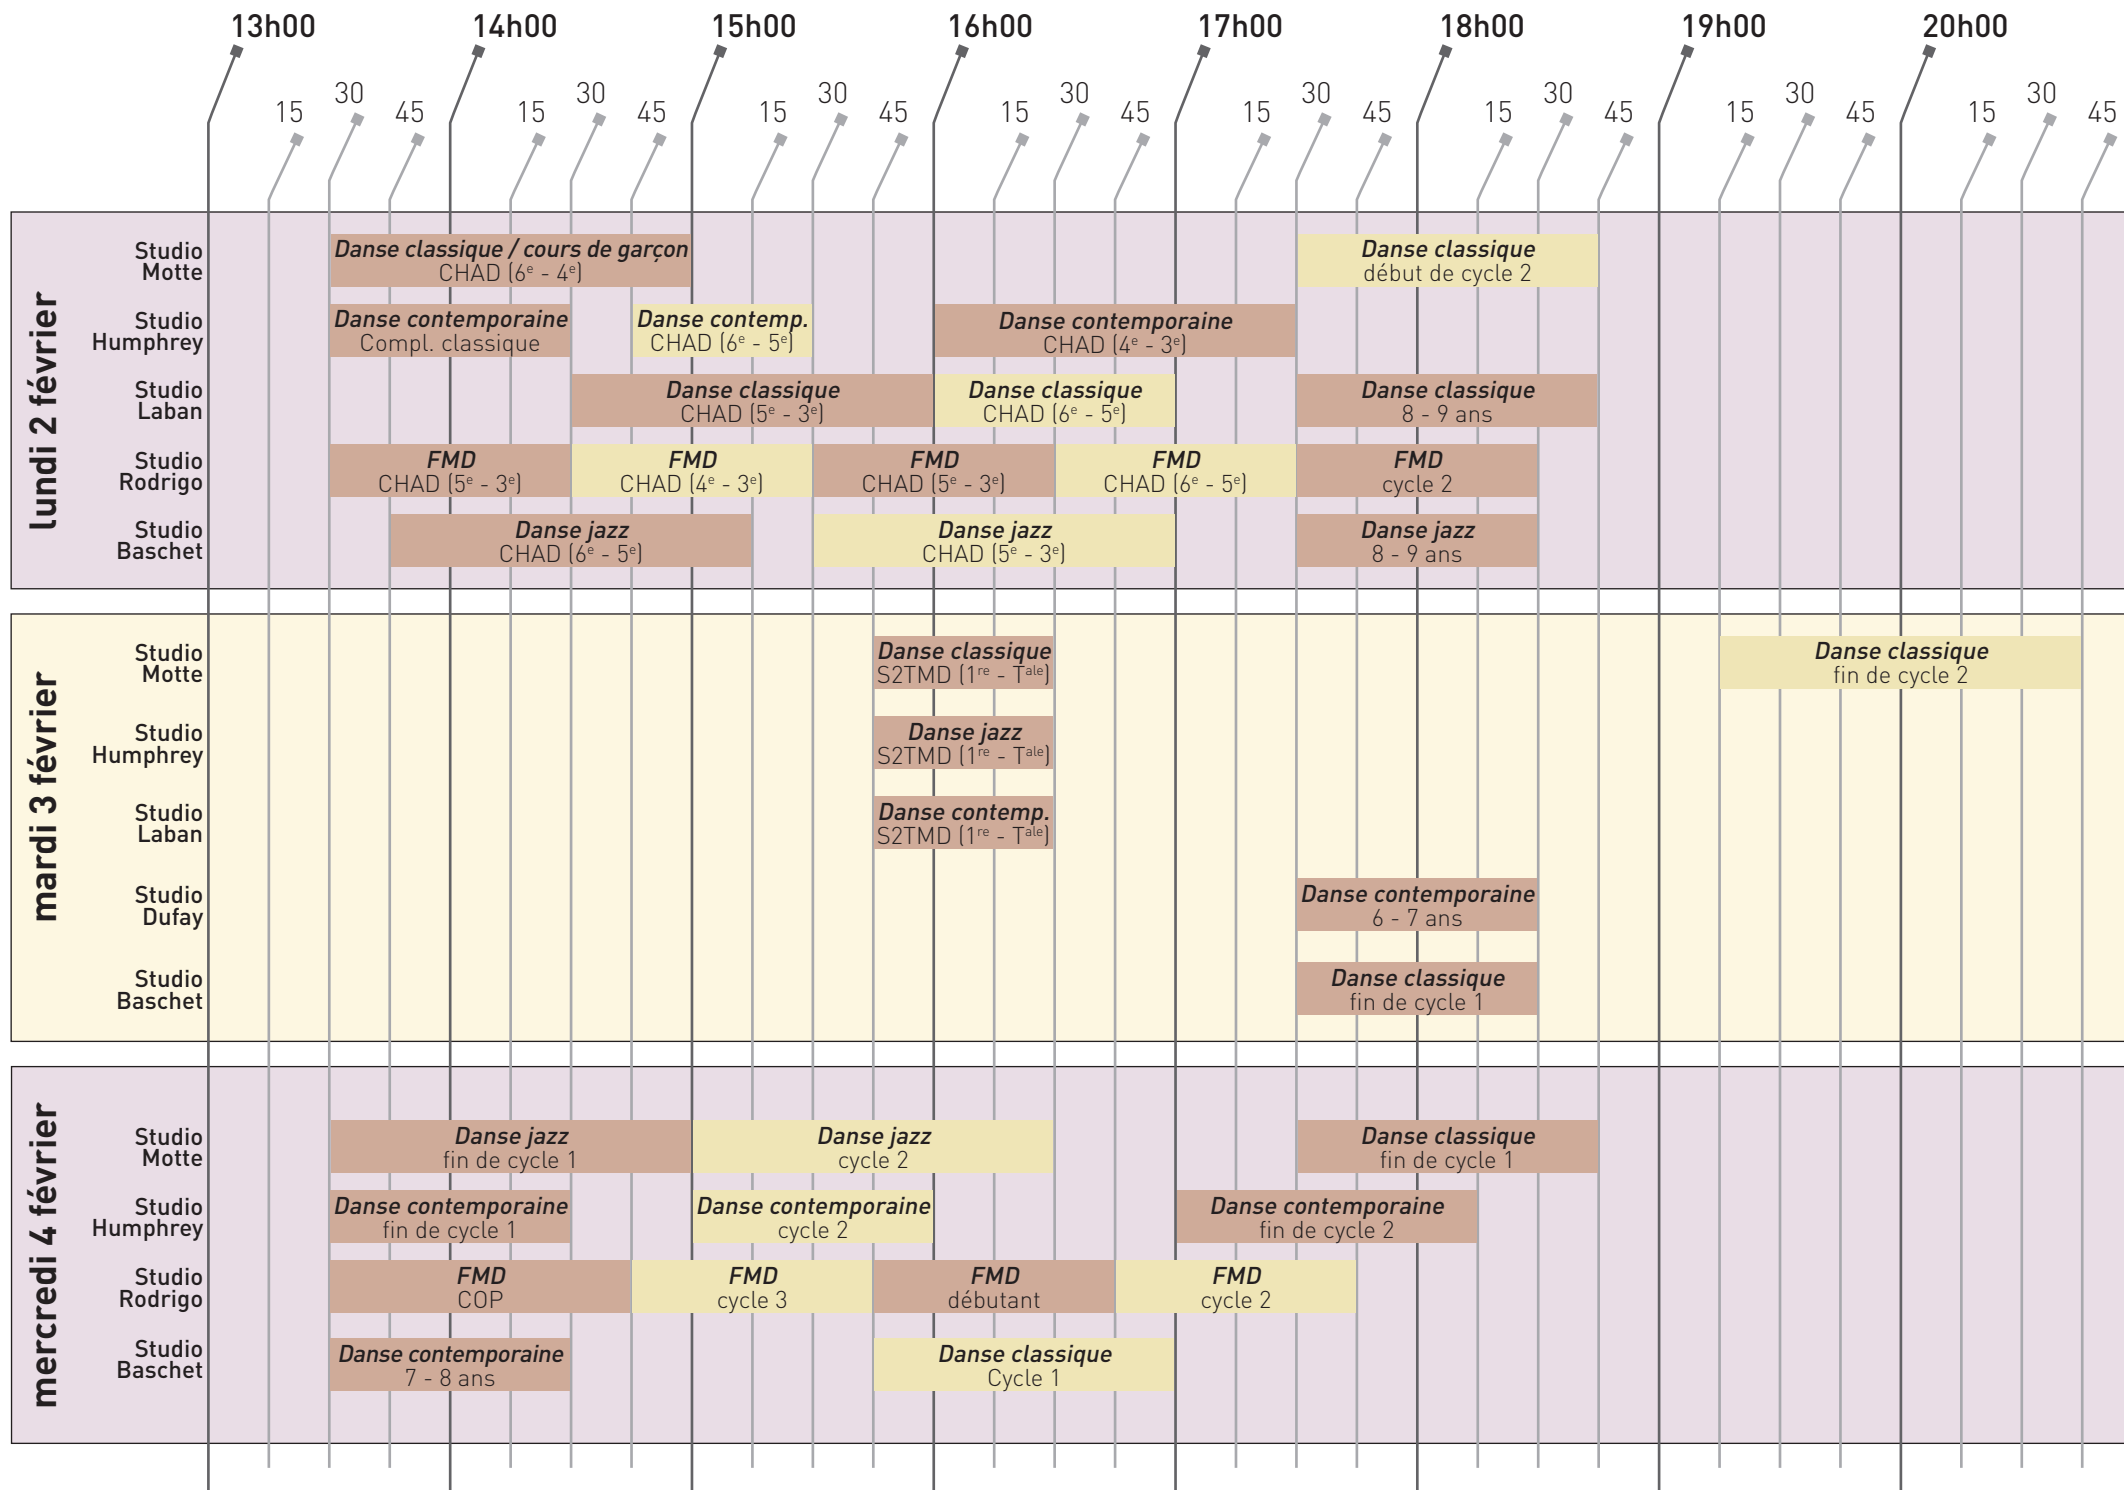 13h00 14h00 15h00 16h00 17h00 18h00 19h00 20h00
15 30 45 15 30 45 15 30 45 15 30 45 15 30 45 15 30 45 15 30 45 15 30 45
lundi 2 février
Studio
Motte
Danse classique / cours de garçon
CHAD (6e - 4e)
Danse classique
début de cycle 2
Studio
Humphrey
Danse contemporaine
Compl. classique
Danse contemp.
CHAD (6e - 5e)
Danse contemporaine
CHAD (4e - 3e)
Studio
Laban
Danse classique
CHAD (5e - 3e)
Danse classique
CHAD (6e - 5e)
Danse classique
8 - 9 ans
Studio
Rodrigo
FMD
CHAD (5e - 3e)
FMD
CHAD (4e - 3e)
FMD
CHAD (5e - 3e)
FMD
CHAD (6e - 5e)
FMD
cycle 2
Studio
Baschet
Danse jazz
CHAD (6e - 5e)
Danse jazz
CHAD (5e - 3e)
Danse jazz
8 - 9 ans
mardi 3 février
Studio
Motte
Danse classique
S2TMD (1re - Tale)
Danse classique
fin de cycle 2
Studio
Humphrey
Danse jazz
S2TMD (1re - Tale)
Studio
Laban
Danse contemp.
S2TMD (1re - Tale)
Studio
Dufay
Danse contemporaine
6 - 7 ans
Studio
Baschet
Danse classique
fin de cycle 1
mercredi 4 février
Studio
Motte
Danse jazz
fin de cycle 1
Danse jazz
cycle 2
Danse classique
fin de cycle 1
Studio
Humphrey
Danse contemporaine
fin de cycle 1
Danse contemporaine
cycle 2
Danse contemporaine
fin de cycle 2
Studio
Rodrigo
FMD
COP
FMD
cycle 3
FMD
débutant
FMD
cycle 2
Studio
Baschet
Danse contemporaine
7 - 8 ans
Danse classique
Cycle 1